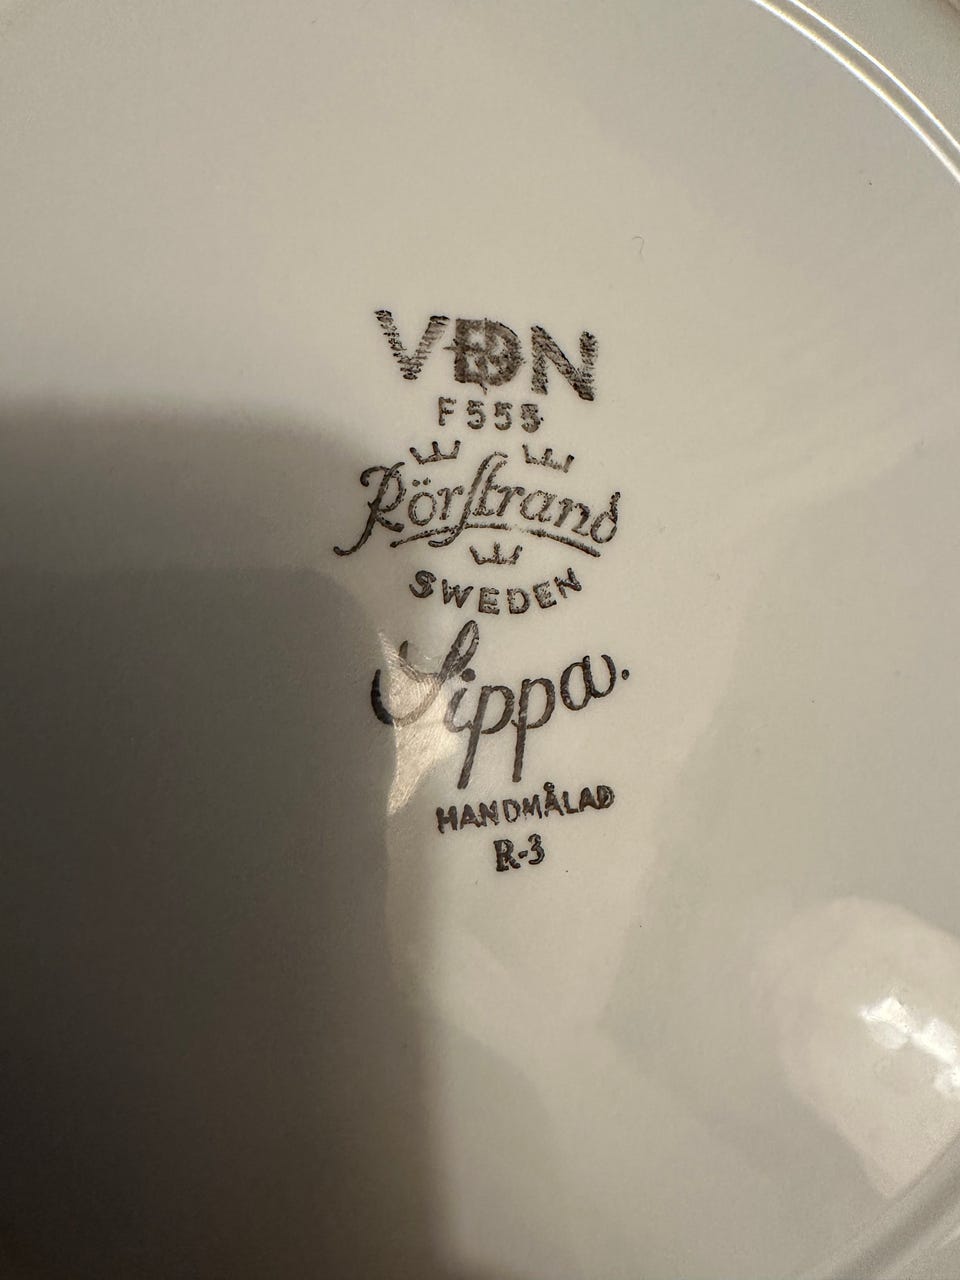 VDN
F555
Rörstrand
SWEDEN
Sippa.
HANDMÅLAD
R-3